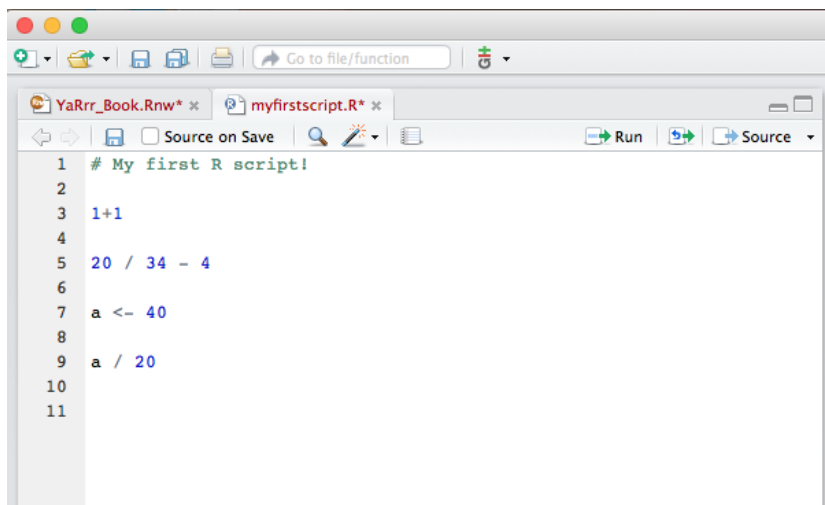 Go to file/function
YaRrr_Book.Rnw* myfirstscript.R*
Source on Save Run Source
1 # My first R script!
2
3 1+1
4
5 20 / 34 - 4
6
7 a <- 40
8
9 a / 20
10
11